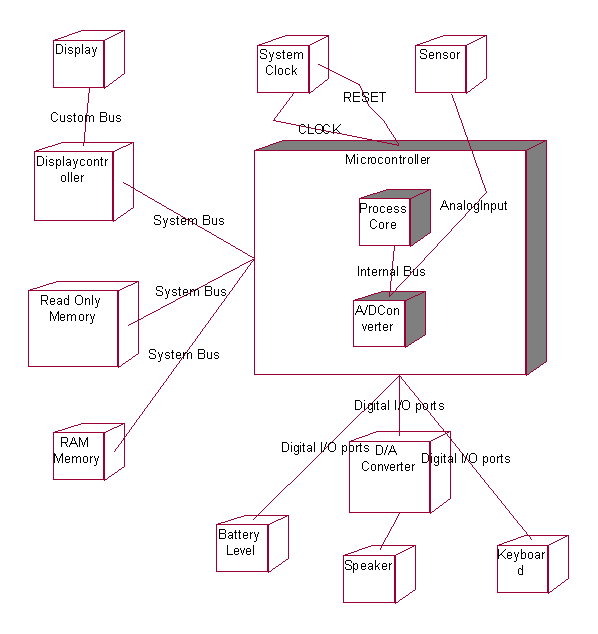 Display
System
Clock
Sensor
RESET
Custom Bus
CLOCK
Displaycontr
oller
Microcontroller
Process
Core
AnalogInput
System Bus
Internal Bus
System Bus
Read Only
Memory
A/DCon
verter
System Bus
Digital I/O ports
RAM
Memory
Digital I/O ports
D/A
Converter
Digital I/O ports
Battery
Level
Speaker
Keyboar
d